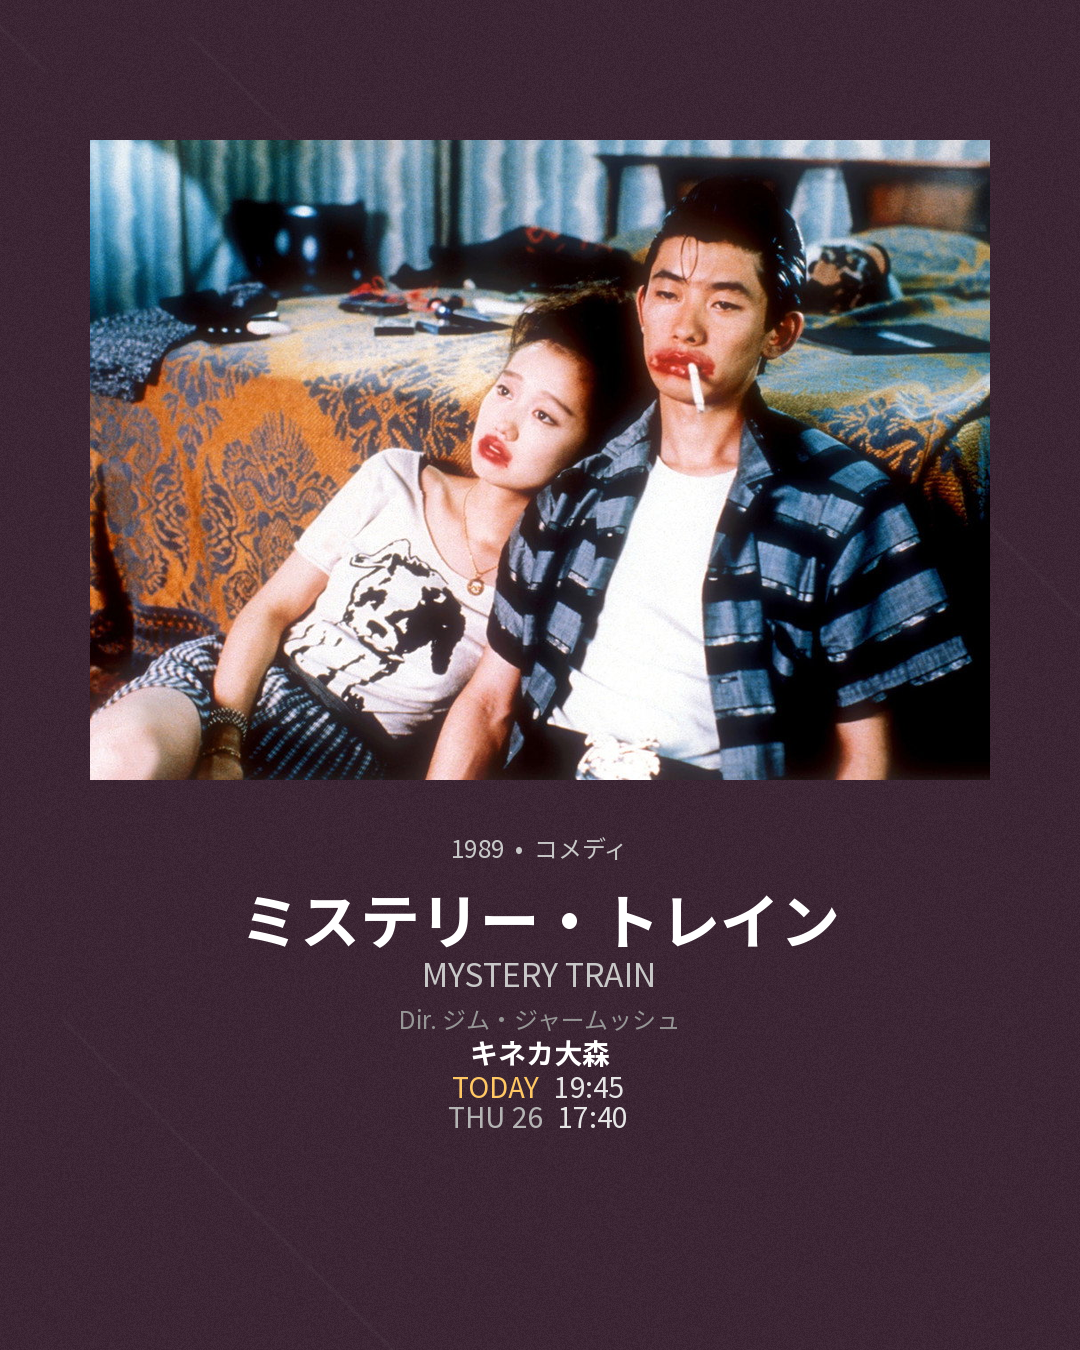 1989 • コメディ
ミステリー・トレイン
MYSTERY TRAIN
Dir. ジム・ジャームッシュ
キネカ大森
TODAY 19:45
THU 26 17:40